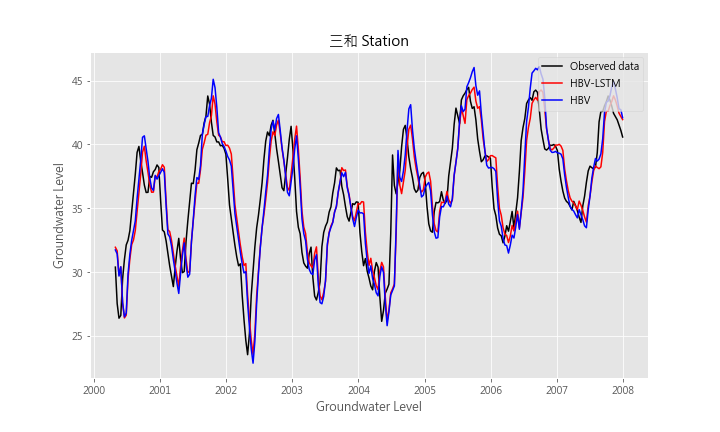 三和 Station
Observed data
HBV-LSTM
HBV
Groundwater Level
45
40
35
30
25
2000 2001 2002 2003 2004 2005 2006 2007 2008
Groundwater Level